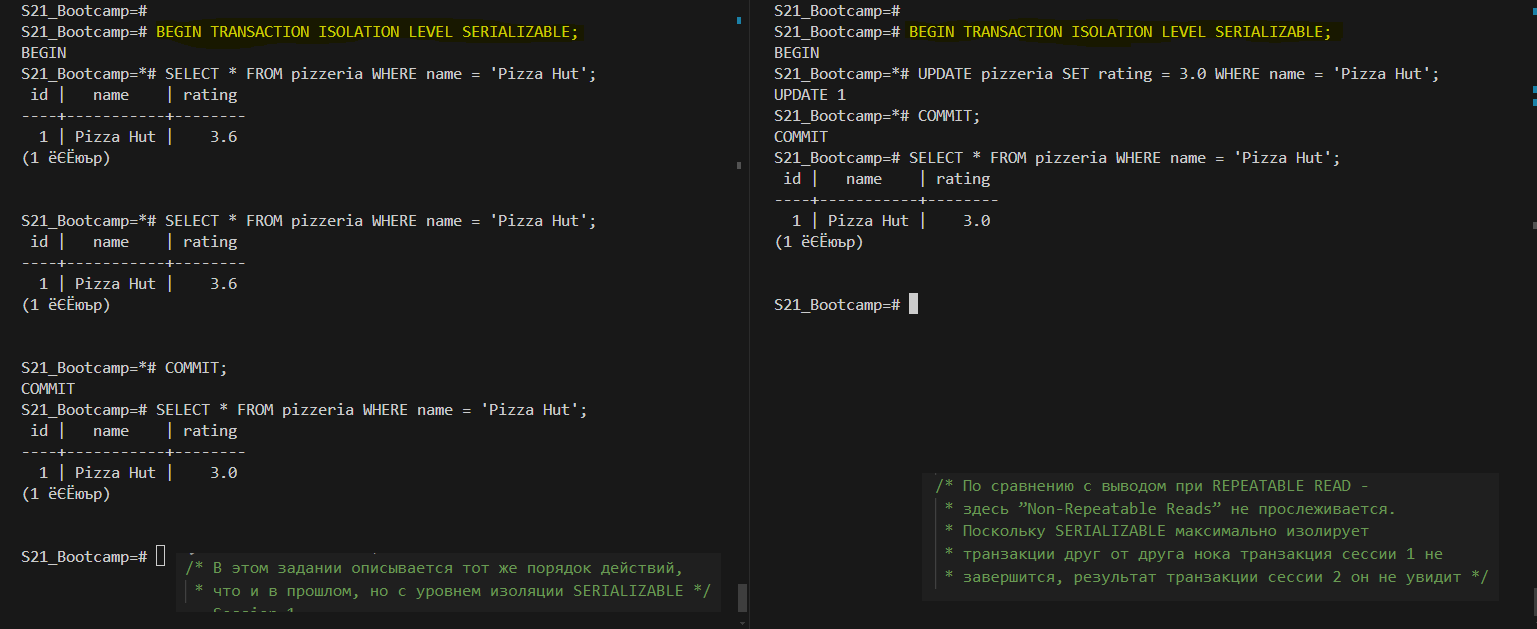 S21_Bootcamp=#
S21_Bootcamp=# BEGIN TRANSACTION ISOLATION LEVEL SERIALIZABLE;
BEGIN
S21_Bootcamp=*# SELECT * FROM pizzeria WHERE name = 'Pizza Hut';
 id |   name    | rating
----+-----------+--------
  1 | Pizza Hut |    3.6
(1 ёЄЁюър)
S21_Bootcamp=*# SELECT * FROM pizzeria WHERE name = 'Pizza Hut';
 id |   name    | rating
----+-----------+--------
  1 | Pizza Hut |    3.6
(1 ёЄЁюър)
S21_Bootcamp=*# COMMIT;
COMMIT
S21_Bootcamp=# SELECT * FROM pizzeria WHERE name = 'Pizza Hut';
 id |   name    | rating
----+-----------+--------
  1 | Pizza Hut |    3.0
(1 ёЄЁюър)
S21_Bootcamp=#
/* В этом задании описывается тот же порядок действий,
 * что и в прошлом, но с уровнем изоляции SERIALIZABLE */
S21_Bootcamp=#
S21_Bootcamp=# BEGIN TRANSACTION ISOLATION LEVEL SERIALIZABLE;
BEGIN
S21_Bootcamp=*# UPDATE pizzeria SET rating = 3.0 WHERE name = 'Pizza Hut';
UPDATE 1
S21_Bootcamp=*# COMMIT;
COMMIT
S21_Bootcamp=# SELECT * FROM pizzeria WHERE name = 'Pizza Hut';
 id |   name    | rating
----+-----------+--------
  1 | Pizza Hut |    3.0
(1 ёЄЁюър)
S21_Bootcamp=#
/* По сравнению с выводом при REPEATABLE READ -
 * здесь ”Non-Repeatable Reads” не прослеживается.
 * Поскольку SERIALIZABLE максимально изолирует
 * транзакции друг от друга нока транзакция сессии 1 не
 * завершится, результат транзакции сессии 2 он не увидит */